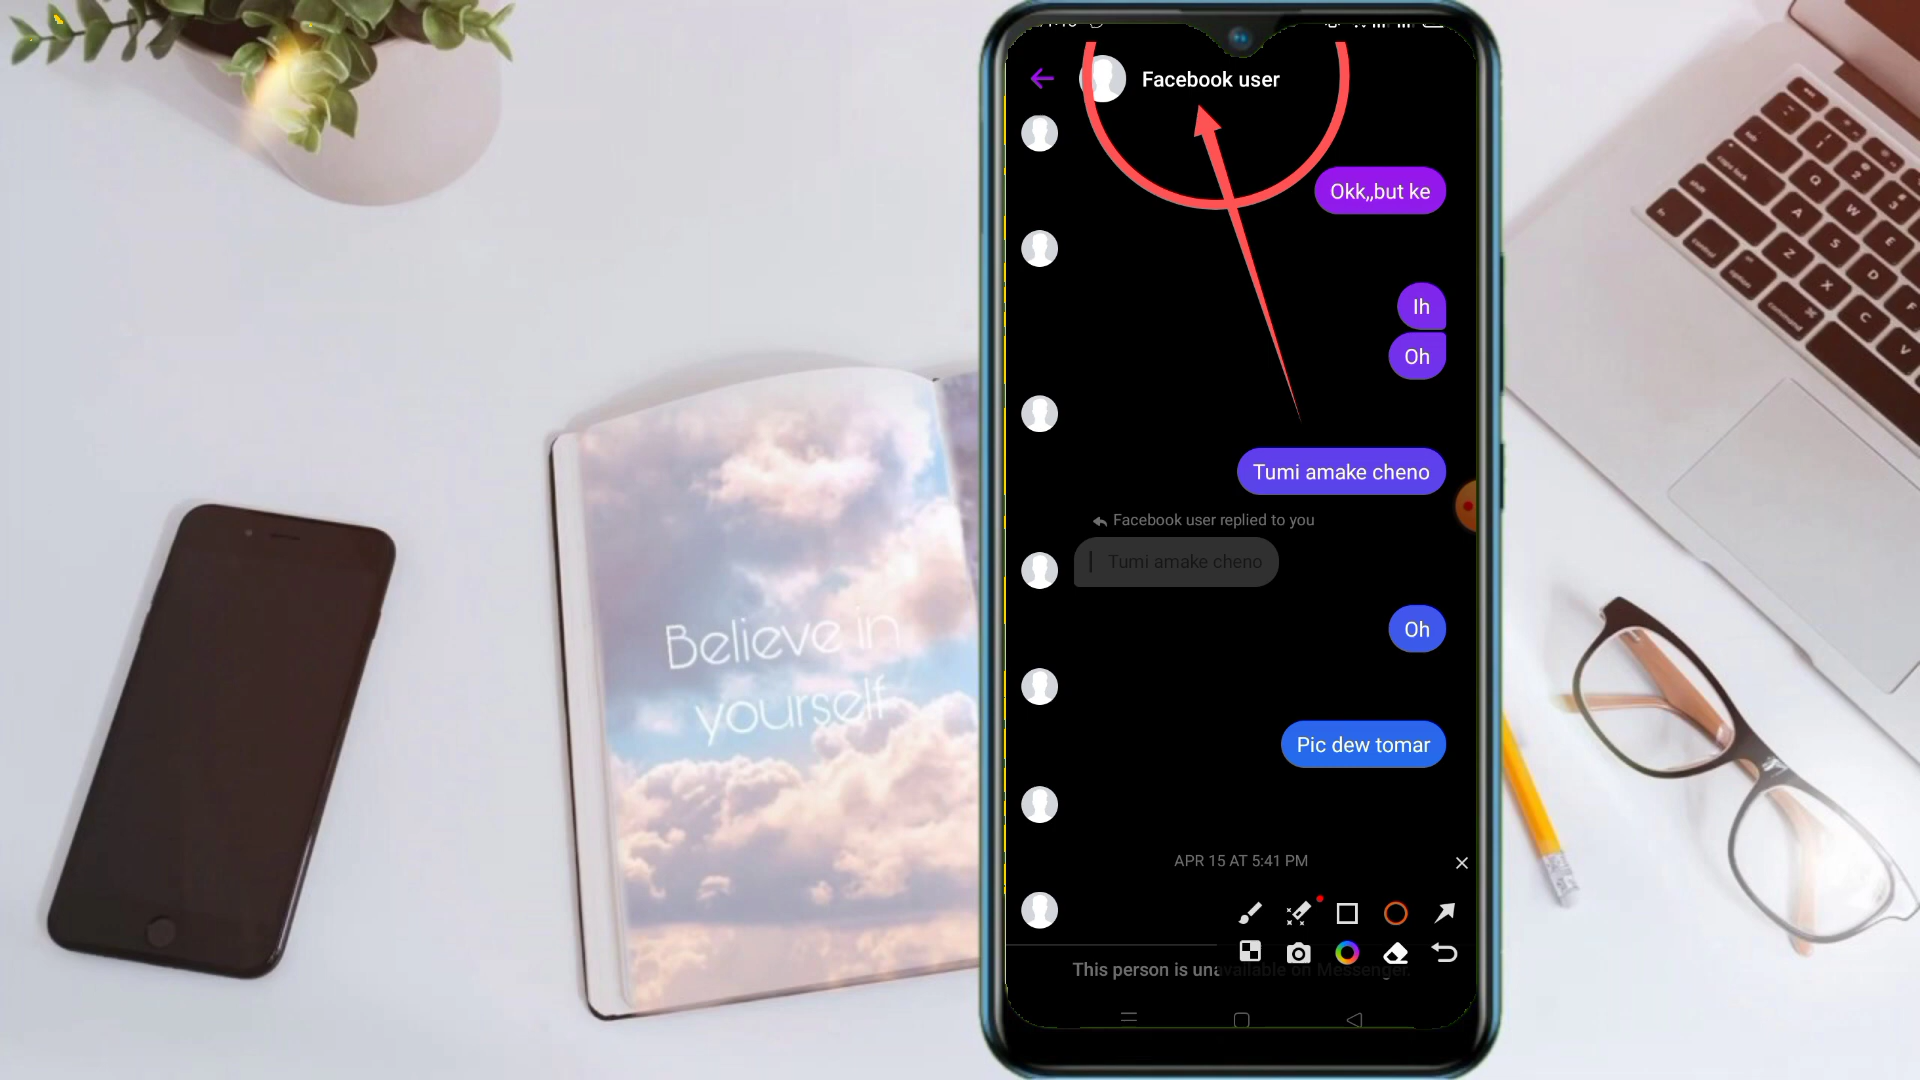 Facebook user
Okk,,but ke
Ih
Oh
Tumi amake cheno
Facebook user replied to you
Tumi amake cheno
Oh
Pic dew tomar
APR 15 AT 5:41 PM
This person is unavailable on Messenger.
Believe in
yourself